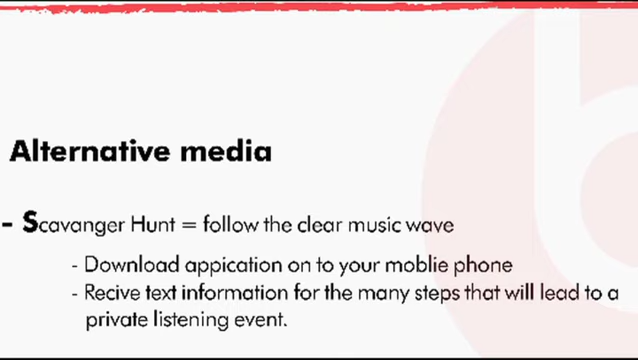 Alternative media
- Scavanger Hunt = follow the clear music wave
- Download appication on to your moblie phone
- Recive text information for the many steps that will lead to a
private listening event.